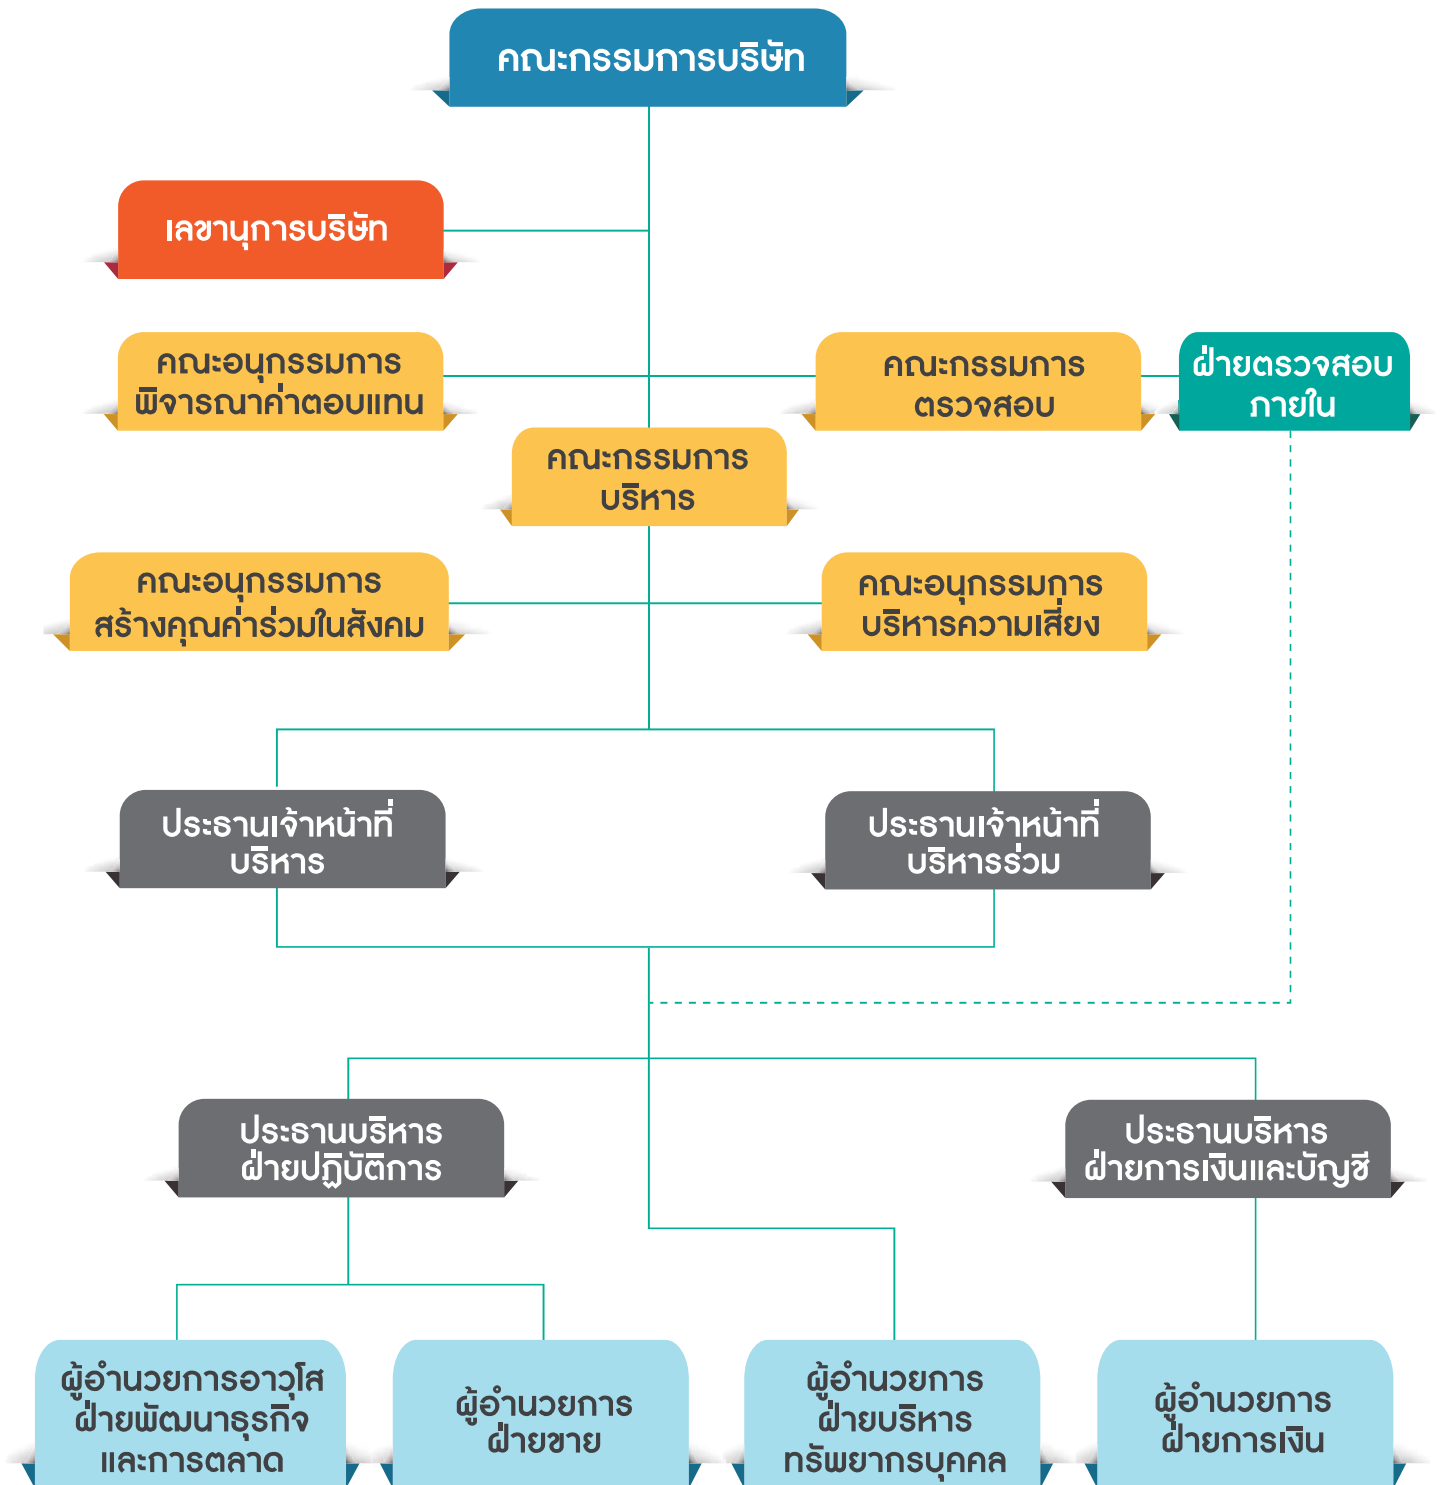 คณะกรรมการบริษัท
เลขานุการบริษัท
คณะอนุกรรมการ
พิจารณาค่าตอบแทน
คณะกรรมการ
ตรวจสอบ
ฝ่ายตรวจสอบ
ภายใน
คณะกรรมการ
บริหาร
คณะอนุกรรมการ
สร้างคุณค่าร่วมในสังคม
คณะอนุกรรมการ
บริหารความเสี่ยง
ประธานเจ้าหน้าที่
บริหาร
ประธานเจ้าหน้าที่
บริหารร่วม
ประธานบริหาร
ฝ่ายปฏิบัติการ
ประธานบริหาร
ฝ่ายการเงินและบัญชี
ผู้อำนวยการอาวุโส
ฝ่ายพัฒนาธุรกิจ
และการตลาด
ผู้อำนวยการ
ฝ่ายขาย
ผู้อำนวยการ
ฝ่ายบริหาร
ทรัพยากรบุคคล
ผู้อำนวยการ
ฝ่ายการเงิน